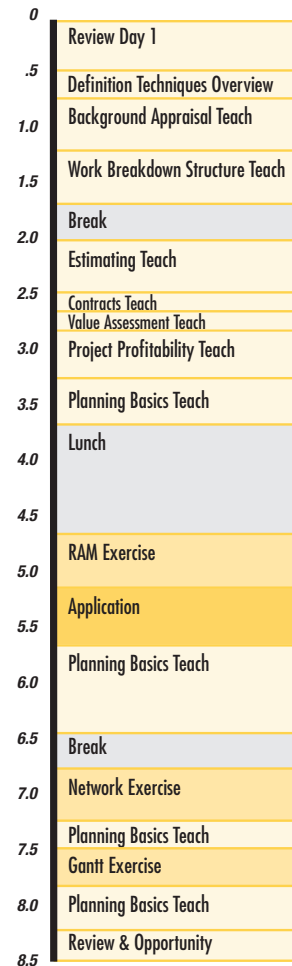 0
Review Day 1
.5
Definition Techniques Overview
Background Appraisal Teach
1.0
Work Breakdown Structure Teach
1.5
Break
2.0
Estimating Teach
2.5
Contracts Teach
Value Assessment Teach
3.0
Project Profitability Teach
3.5
Planning Basics Teach
Lunch
4.0
4.5
RAM Exercise
5.0
Application
5.5
Planning Basics Teach
6.0
6.5
Break
Network Exercise
7.0
Planning Basics Teach
7.5
Gantt Exercise
8.0
Planning Basics Teach
Review & Opportunity
8.5